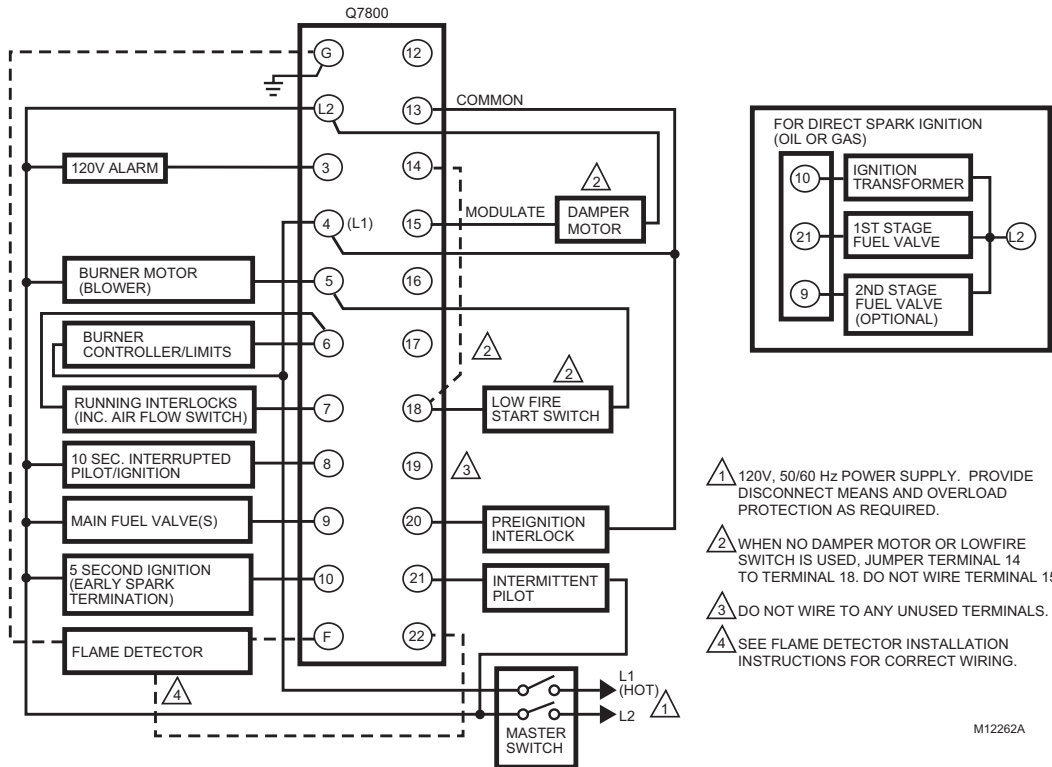 Q7800
G
12
L2
13
COMMON
120V ALARM
3
14
2
4
(L1)
15
MODULATE
DAMPER
MOTOR
BURNER MOTOR
(BLOWER)
5
16
BURNER
CONTROLLER/LIMITS
6
17
2
2
RUNNING INTERLOCKS
(INC. AIR FLOW SWITCH)
7
18
LOW FIRE
START SWITCH
10 SEC. INTERRUPTED
PILOT/IGNITION
8
19
3
MAIN FUEL VALVE(S)
9
20
PREIGNITION
INTERLOCK
5 SECOND IGNITION
(EARLY SPARK
TERMINATION)
10
21
INTERMITTENT
PILOT
FLAME DETECTOR
F
22
4
L1
(HOT)
L2
1
MASTER
SWITCH
FOR DIRECT SPARK IGNITION
(OIL OR GAS)
10
IGNITION
TRANSFORMER
21
1ST STAGE
FUEL VALVE
L2
9
2ND STAGE
FUEL VALVE
(OPTIONAL)
1 120V, 50/60 Hz POWER SUPPLY. PROVIDE
DISCONNECT MEANS AND OVERLOAD
PROTECTION AS REQUIRED.
2 WHEN NO DAMPER MOTOR OR LOWFIRE
SWITCH IS USED, JUMPER TERMINAL 14
TO TERMINAL 18. DO NOT WIRE TERMINAL 15
3 DO NOT WIRE TO ANY UNUSED TERMINALS.
4 SEE FLAME DETECTOR INSTALLATION
INSTRUCTIONS FOR CORRECT WIRING.
M12262A